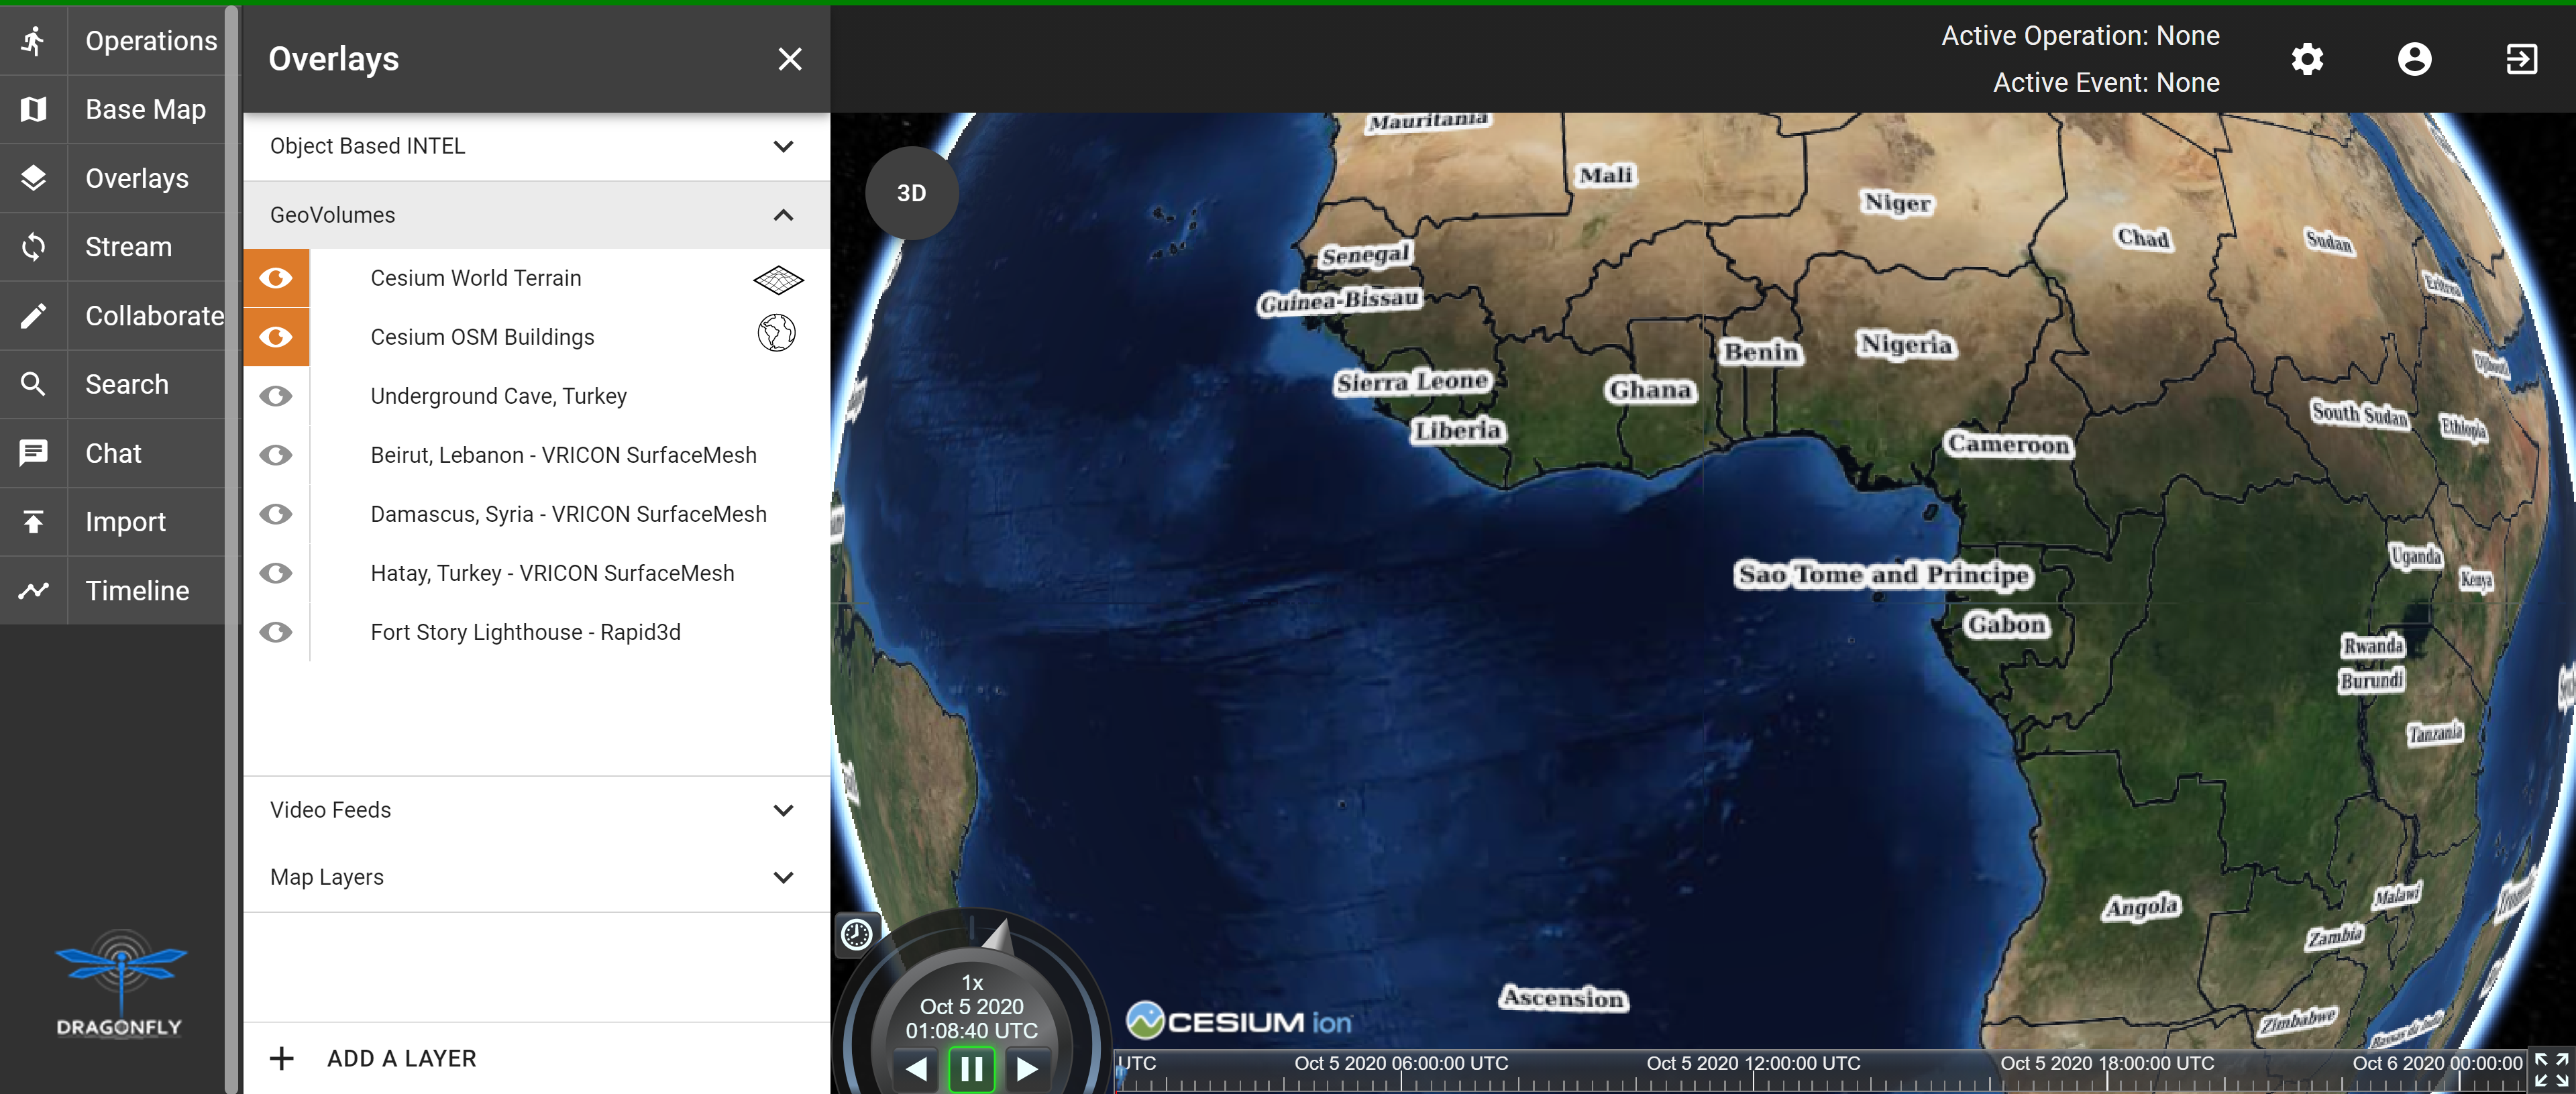 Operations
Base Map
Overlays
Stream
Collaborate
Search
Chat
Import
Timeline
DRAGONFLY
Overlays
Object Based INTEL
GeoVolumes
Cesium World Terrain
Cesium OSM Buildings
Underground Cave, Turkey
Beirut, Lebanon - VRICON SurfaceMesh
Damascus, Syria - VRICON SurfaceMesh
Hatay, Turkey - VRICON SurfaceMesh
Fort Story Lighthouse - Rapid3d
Video Feeds
Map Layers
ADD A LAYER
Active Operation: None
Active Event: None
3D
Mauritania
Mali
Niger
Chad
Sudan
Senegal
Eritrea
Guinea-Bissau
Benin
Nigeria
Djibouti
Sierra Leone
Ghana
South Sudan
Liberia
Ethiopia
Cameroon
Uganda
Sao Tome and Principe
Kenya
Gabon
Rwanda
Burundi
Tanzania
Malawi
Angola
Zambia
Ascension
Zimbabwe
1x
Oct 5 2020
01:08:40 UTC
CESIUM ion
UTC
Oct 5 2020 06:00:00 UTC
Oct 5 2020 12:00:00 UTC
Oct 5 2020 18:00:00 UTC
Oct 6 2020 00:00:00